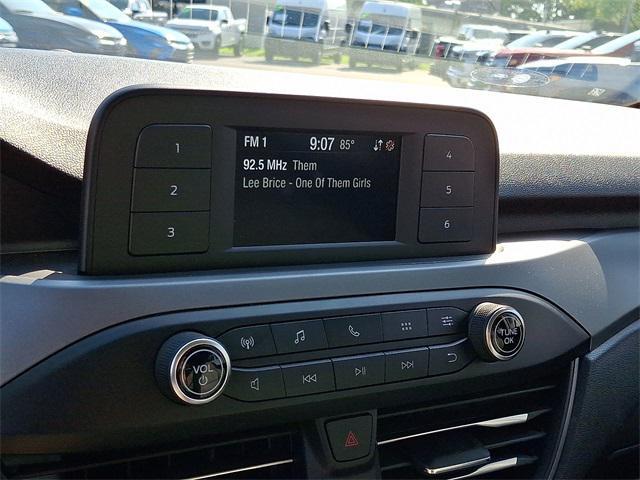 FM 1 9:07 85°
92.5 MHz Them
Lee Brice - One Of Them Girls
1
2
3
4
5
6
VOL
TUNE
OK